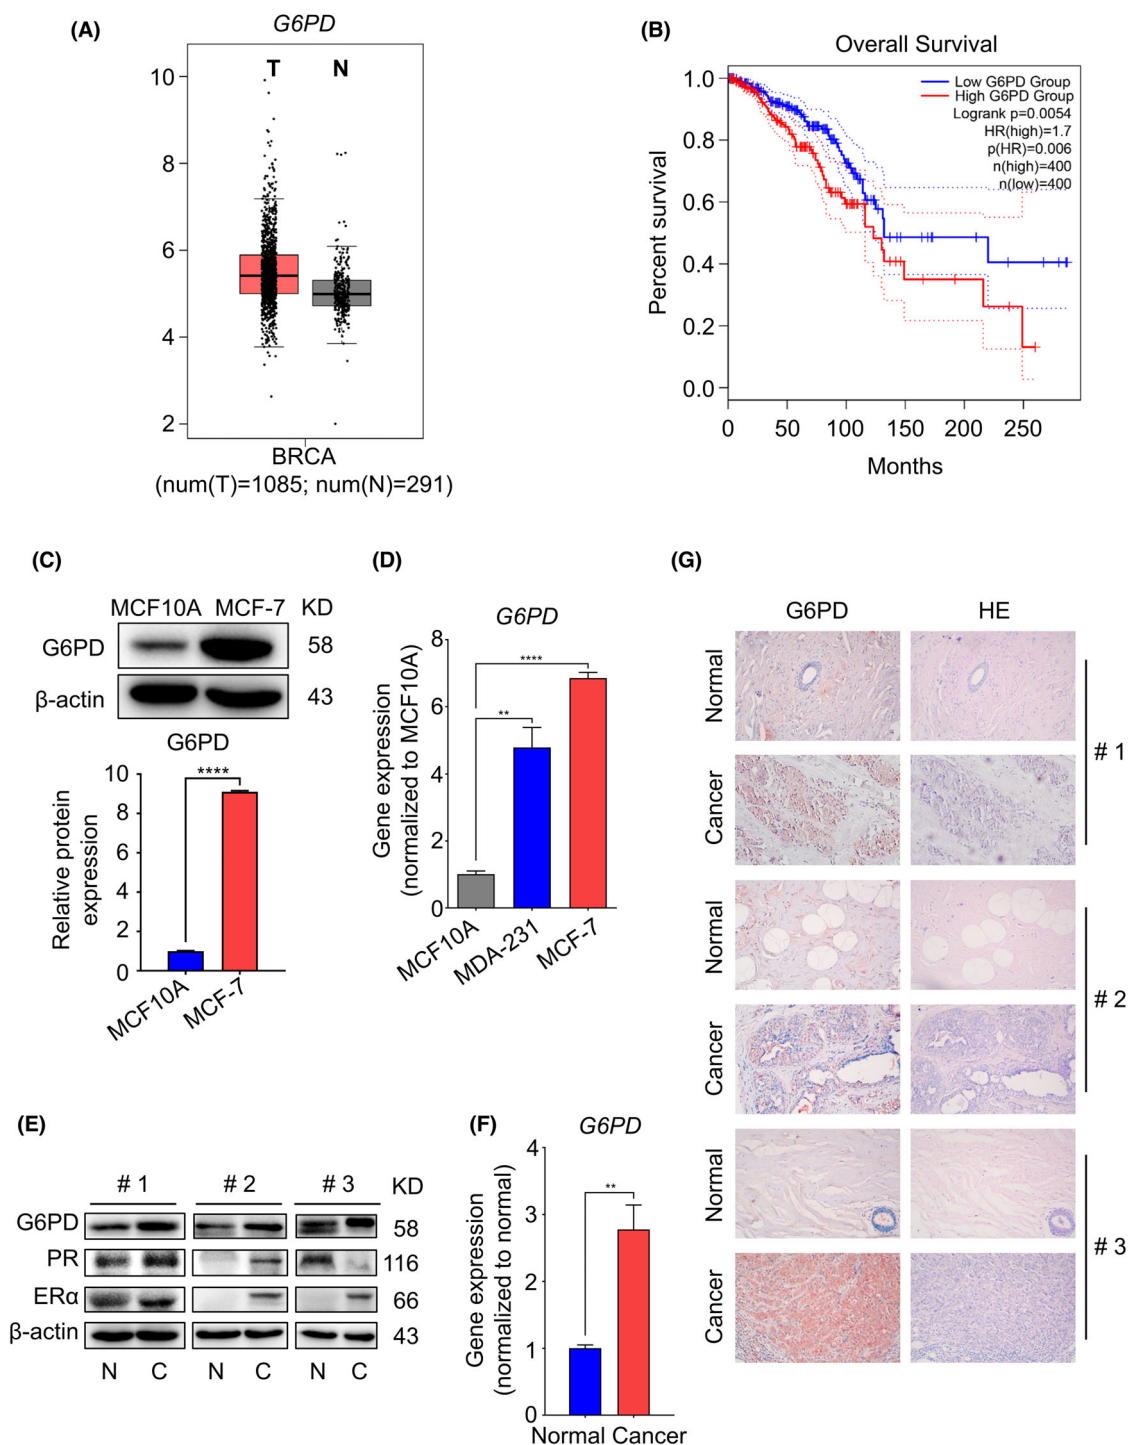 (A)
G6PD
T
N
10
8
6
4
2
BRCA
(num(T)=1085; num(N)=291)
(B)
Overall Survival
Low G6PD Group
High G6PD Group
Logrank p=0.0054
HR(high)=1.7
p(HR)=0.006
n(high)=400
n(low)=400
Percent survival
1.0
0.8
0.6
0.4
0.2
0.0
0 50 100 150 200 250
Months
(C)
MCF10A MCF-7 KD
G6PD 58
β-actin 43
G6PD
Relative protein
expression
10
8
6
4
2
0
****
MCF10A
MCF-7
(D)
G6PD
Gene expression
(normalized to MCF10A)
8
6
4
2
0
****
**
MCF10A
MDA-231
MCF-7
(E)
# 1 # 2 # 3 KD
G6PD 58
PR 116
ERα 66
β-actin 43
N C N C N C
(F)
G6PD
Gene expression
(normalized to normal)
4
3
2
1
0
**
Normal Cancer
(G)
G6PD HE
Normal
Cancer
# 1
Normal
Cancer
# 2
Normal
Cancer
# 3